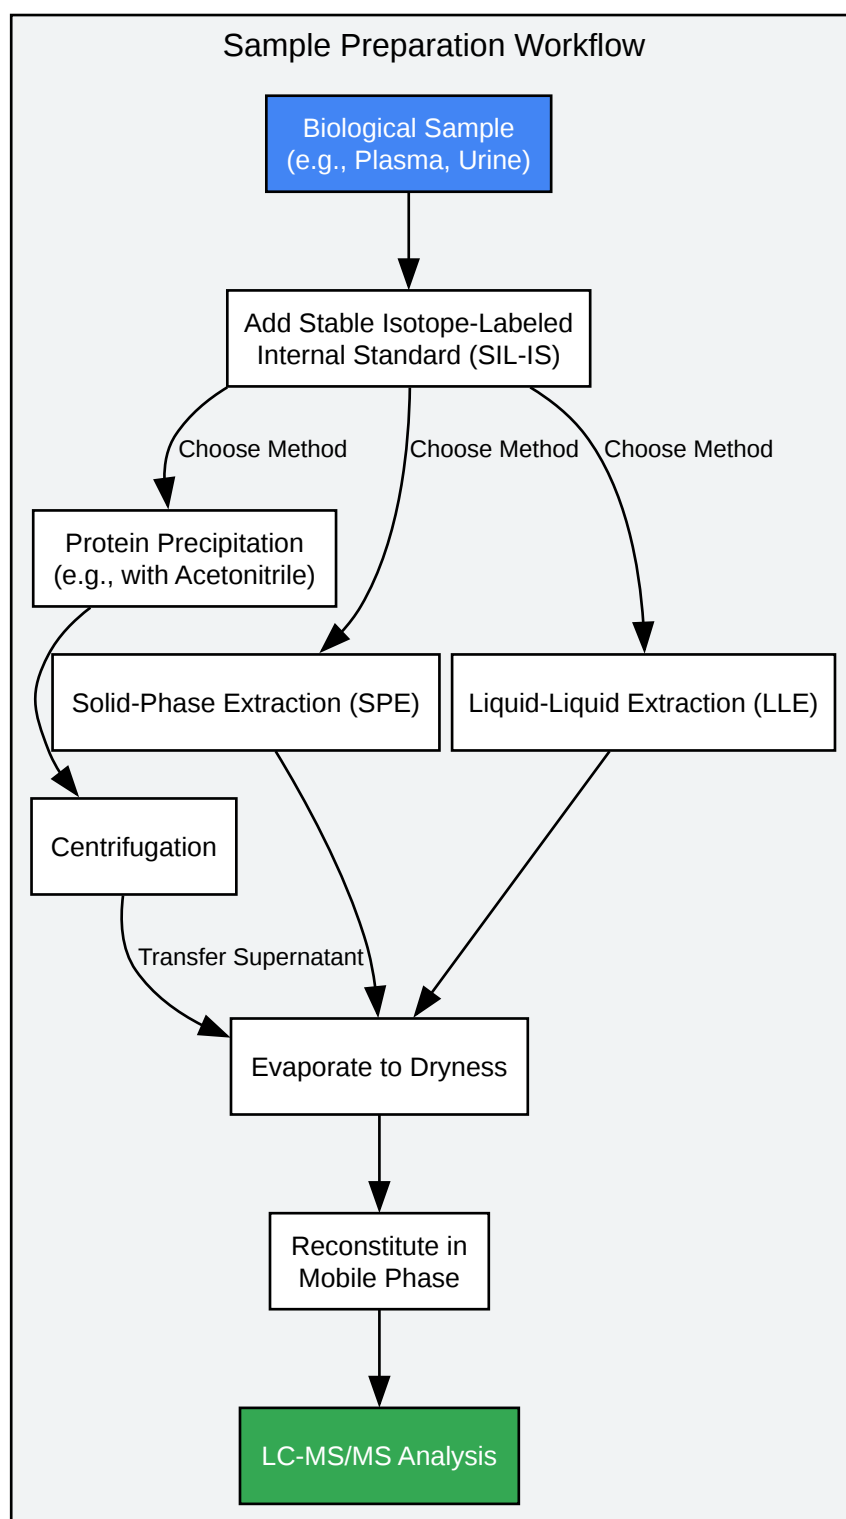 Sample Preparation Workflow
Biological Sample
(e.g., Plasma, Urine)
Add Stable Isotope-Labeled
Internal Standard (SIL-IS)
Choose Method
Choose Method
Choose Method
Protein Precipitation
(e.g., with Acetonitrile)
Solid-Phase Extraction (SPE)
Liquid-Liquid Extraction (LLE)
Centrifugation
Transfer Supernatant
Evaporate to Dryness
Reconstitute in
Mobile Phase
LC-MS/MS Analysis